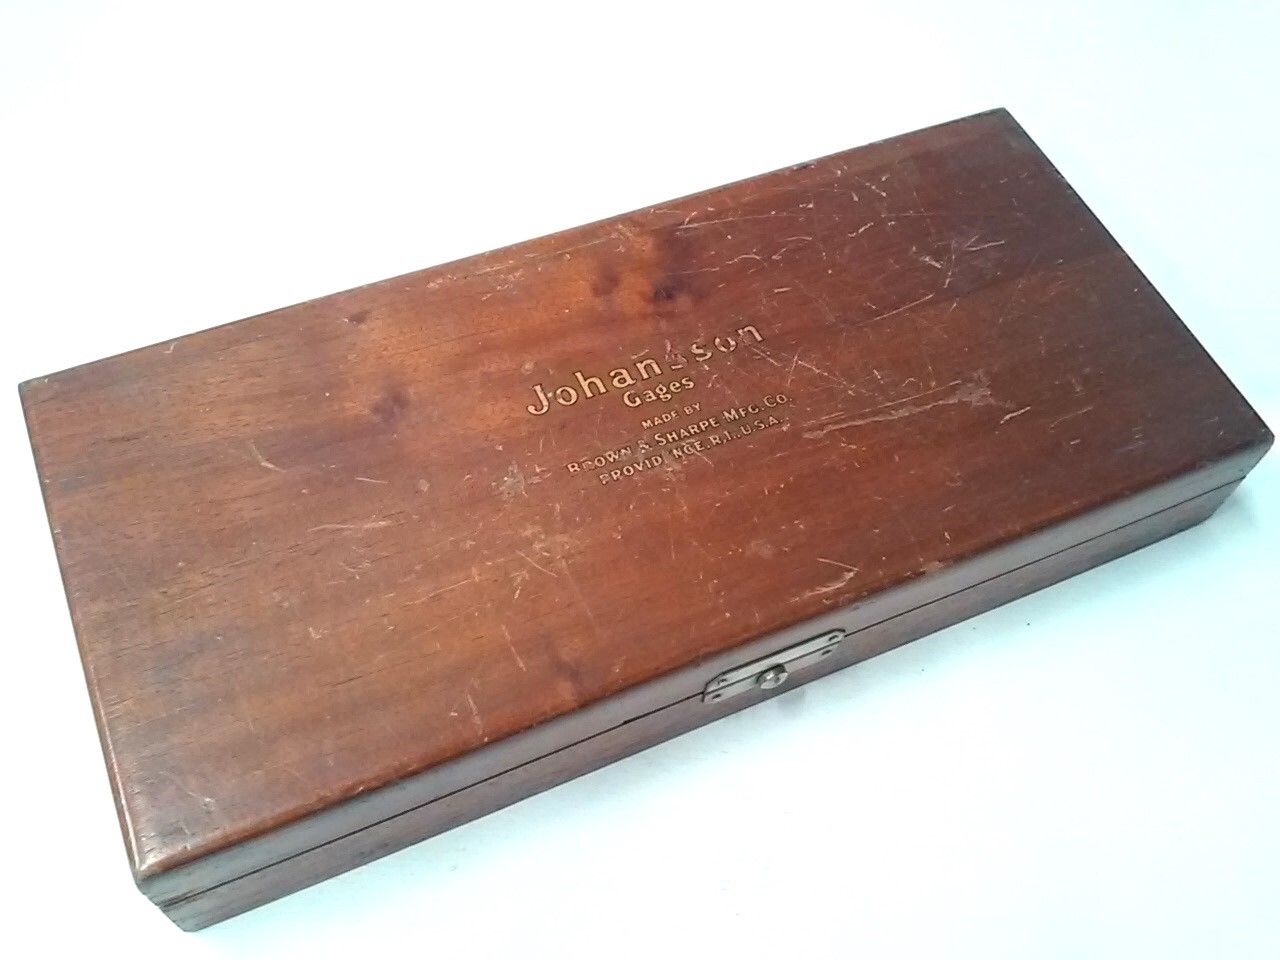 Johansson
Gages
MADE BY
BROWN & SHARPE MFG. CO.
PROVIDENCE, R.I., U.S.A.